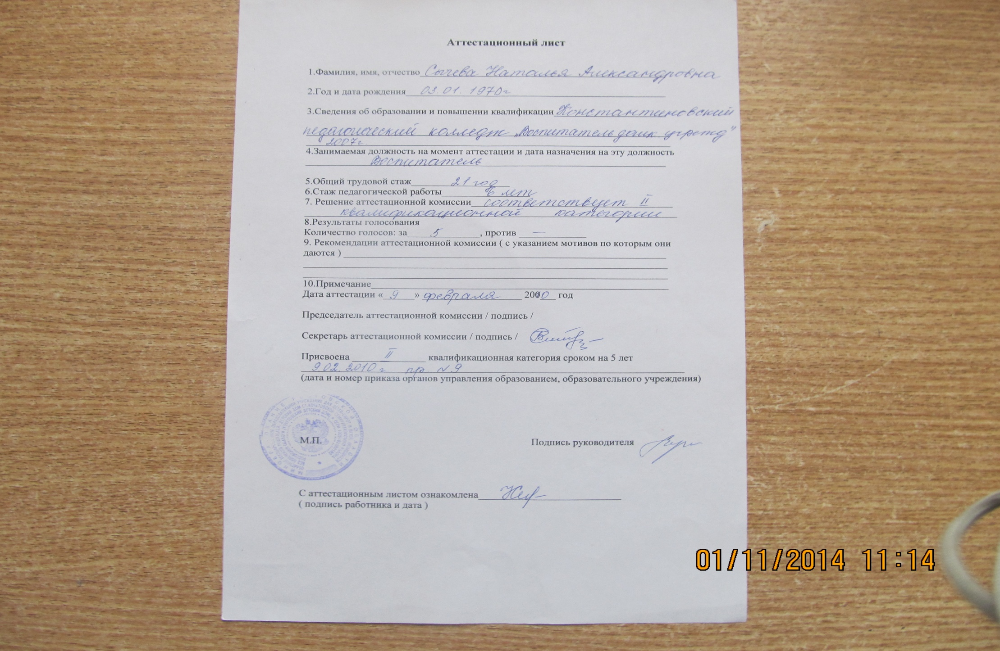 Аттестационный лист
1.Фамилия, имя, отчество Сычева Наталья Александровна
2.Год и дата рождения 03.01.1970г
3.Сведения об образовании и повышении квалификации Константиновский
педагогический колледж „Воспитатель дошк учрежд"
2007г.
4.Занимаемая должность на момент аттестации и дата назначения на эту должность
Воспитатель
5.Общий трудовой стаж 21 год
6.Стаж педагогической работы 6 лет
7. Решение аттестационной комиссии соответствует II
квалификационной категории
8.Результаты голосования
Количество голосов: за 5, против —
9. Рекомендации аттестационной комиссии ( с указанием мотивов по которым они
даются )
10.Примечание
Дата аттестации « 9 » февраля 2010 год
Председатель аттестационной комиссии / подпись /
Секретарь аттестационной комиссии / подпись /
Присвоена II квалификационная категория сроком на 5 лет
9.02.2010г пр. №9
(дата и номер приказа органов управления образованием, образовательного учреждения)
М.П.
Подпись руководителя
С аттестационным листом ознакомлена
( подпись работника и дата )
01/11/2014 11:14